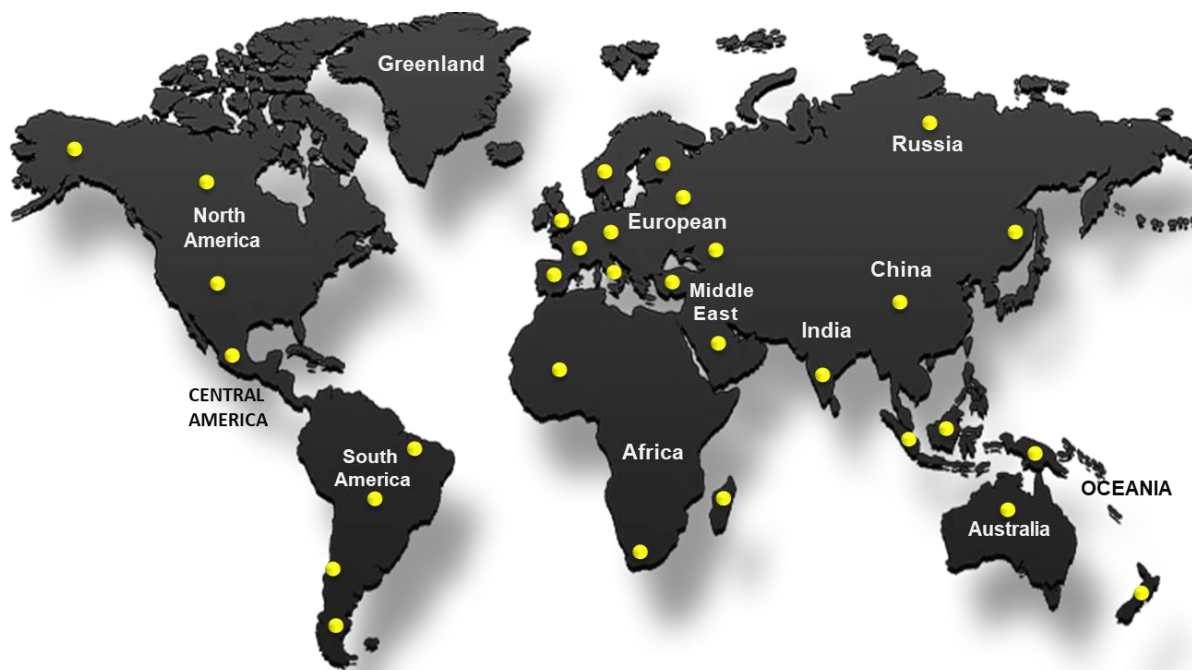 Greenland
Russia
North
America
European
China
Middle
East
India
CENTRAL
AMERICA
South
America
Africa
OCEANIA
Australia